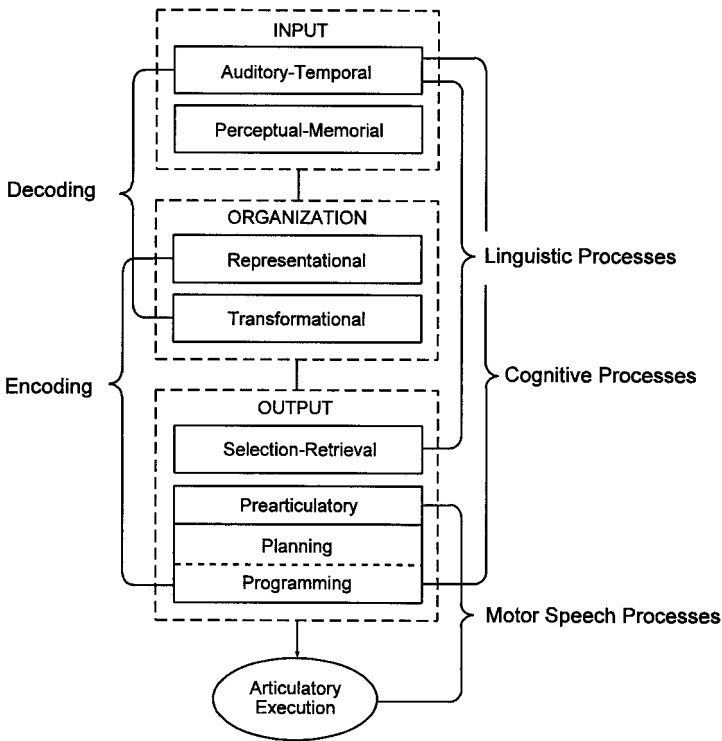 INPUT
Auditory-Temporal
Perceptual-Memorial
Decoding
ORGANIZATION
Representational
Linguistic Processes
Transformational
Cognitive Processes
Encoding
OUTPUT
Selection-Retrieval
Prearticulatory
Planning
Programming
Motor Speech Processes
Articulatory
Execution